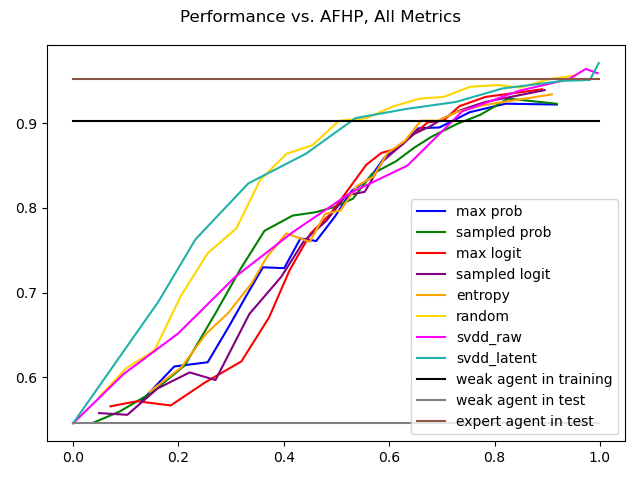 Performance vs. AFHP, All Metrics
0.9
0.8
0.7
0.6
0.0
0.2
0.4
0.6
0.8
1.0
max prob
sampled prob
max logit
sampled logit
entropy
random
svdd_raw
svdd_latent
weak agent in training
weak agent in test
expert agent in test